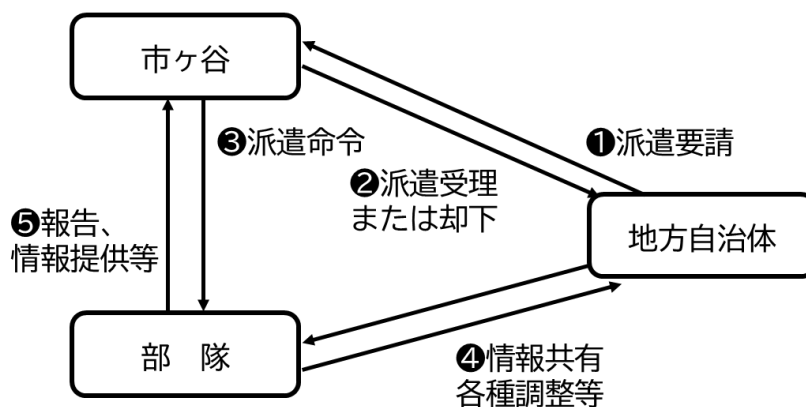 市ヶ谷
❸派遣命令
❶派遣要請
❷派遣受理
または却下
❺報告、
情報提供等
地方自治体
部　隊
❹情報共有
各種調整等